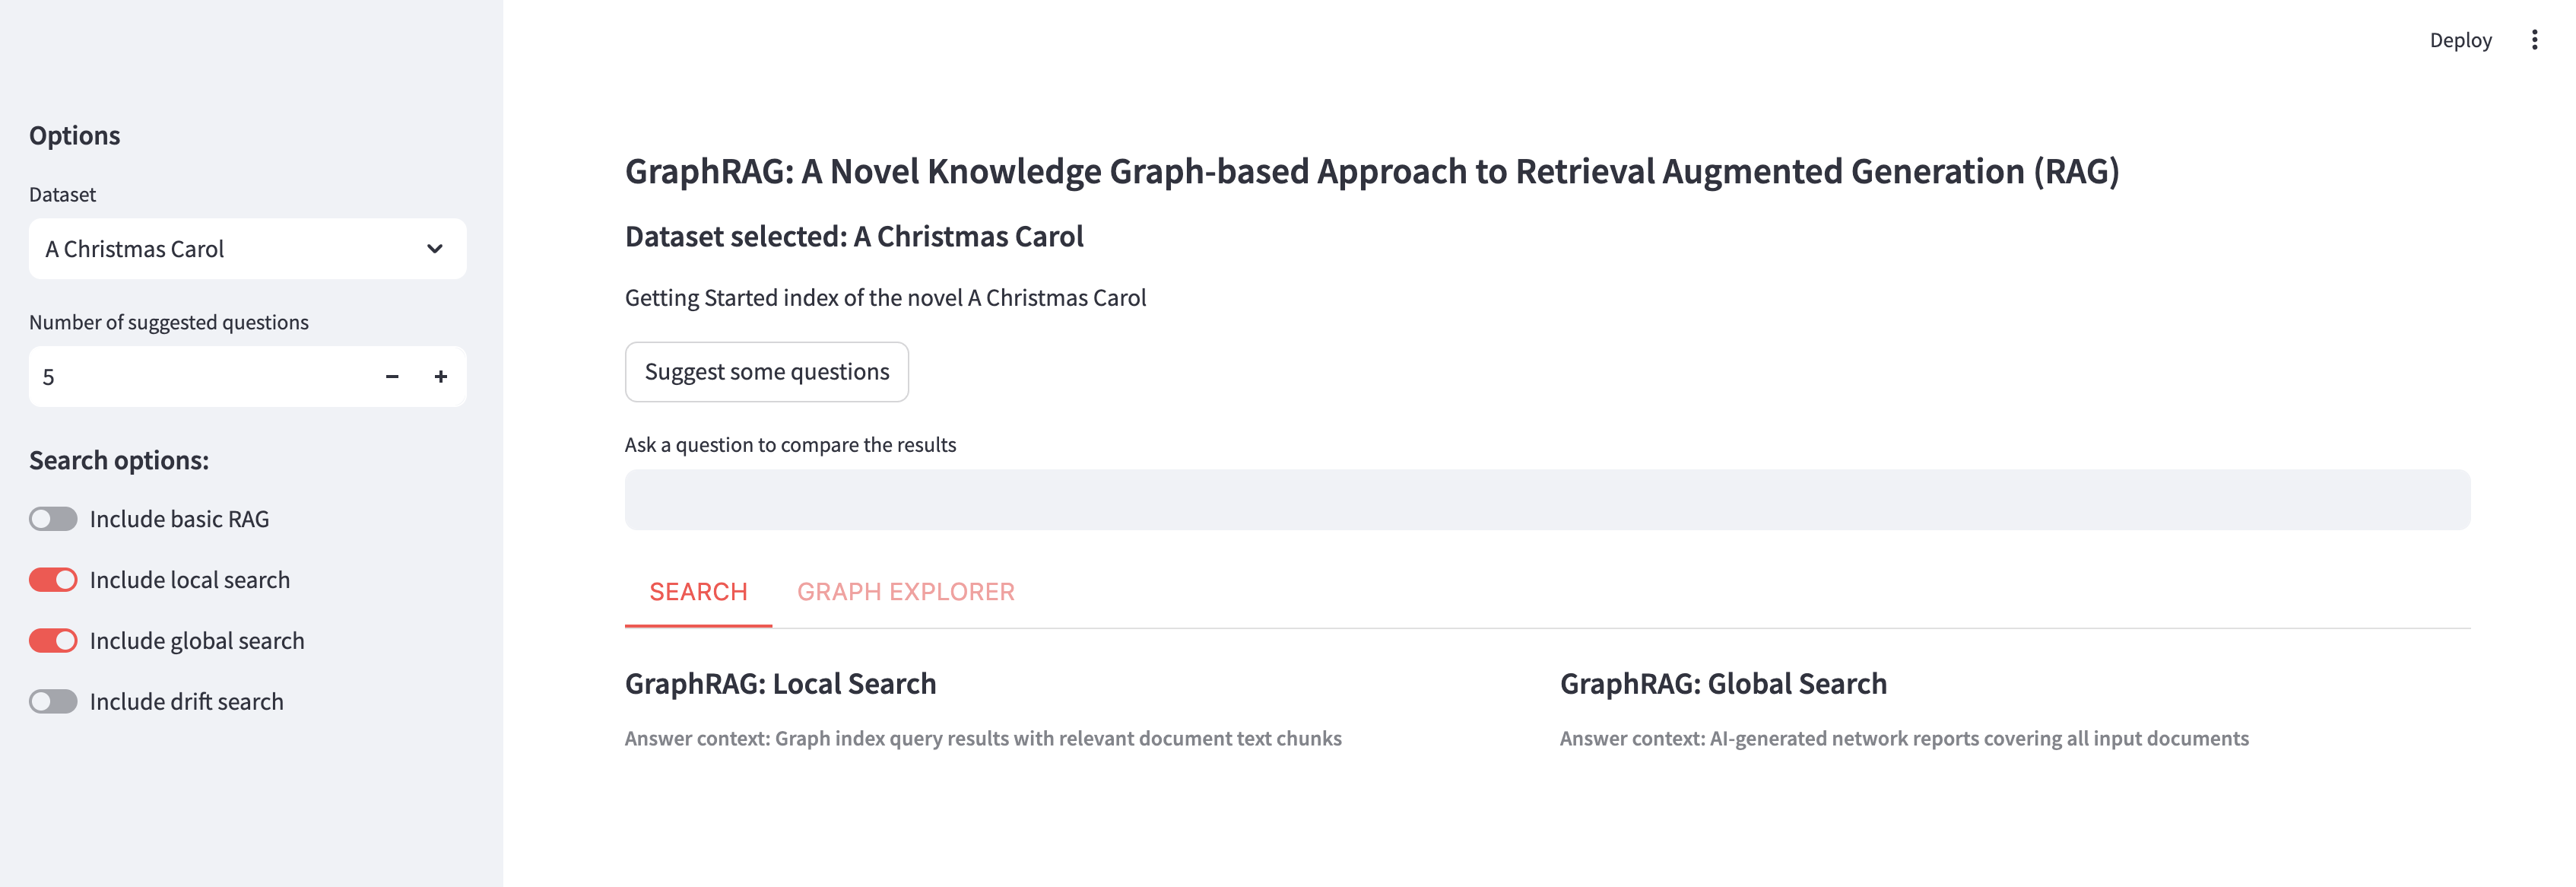 Deploy
Options
Dataset
A Christmas Carol
Number of suggested questions
5
Search options:
Include basic RAG
Include local search
Include global search
Include drift search
GraphRAG: A Novel Knowledge Graph-based Approach to Retrieval Augmented Generation (RAG)
Dataset selected: A Christmas Carol
Getting Started index of the novel A Christmas Carol
Suggest some questions
Ask a question to compare the results
SEARCH GRAPH EXPLORER
GraphRAG: Local Search
Answer context: Graph index query results with relevant document text chunks
GraphRAG: Global Search
Answer context: AI-generated network reports covering all input documents